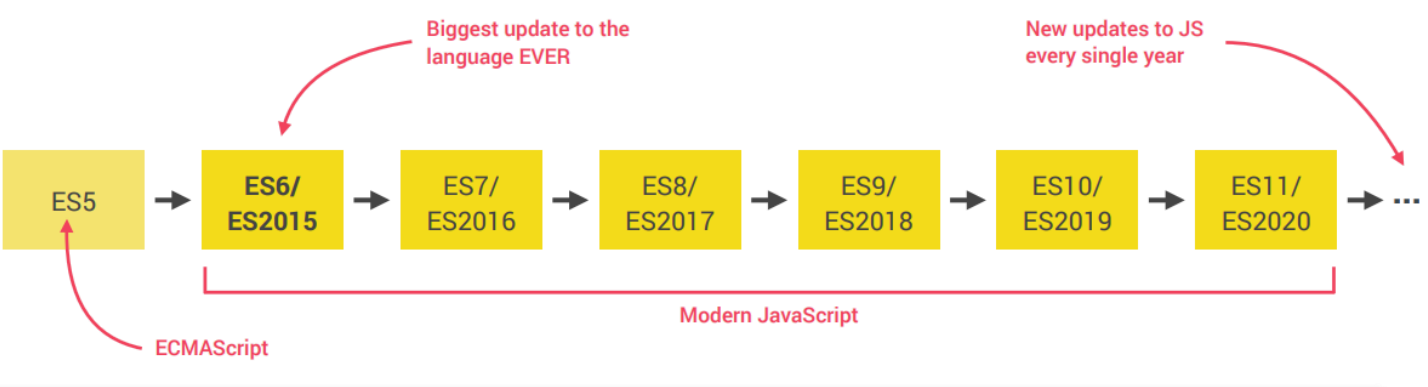 Biggest update to the
language EVER
New updates to JS
every single year
ES5
ES6/
ES2015
ES7/
ES2016
ES8/
ES2017
ES9/
ES2018
ES10/
ES2019
ES11/
ES2020
...
Modern JavaScript
ECMAScript